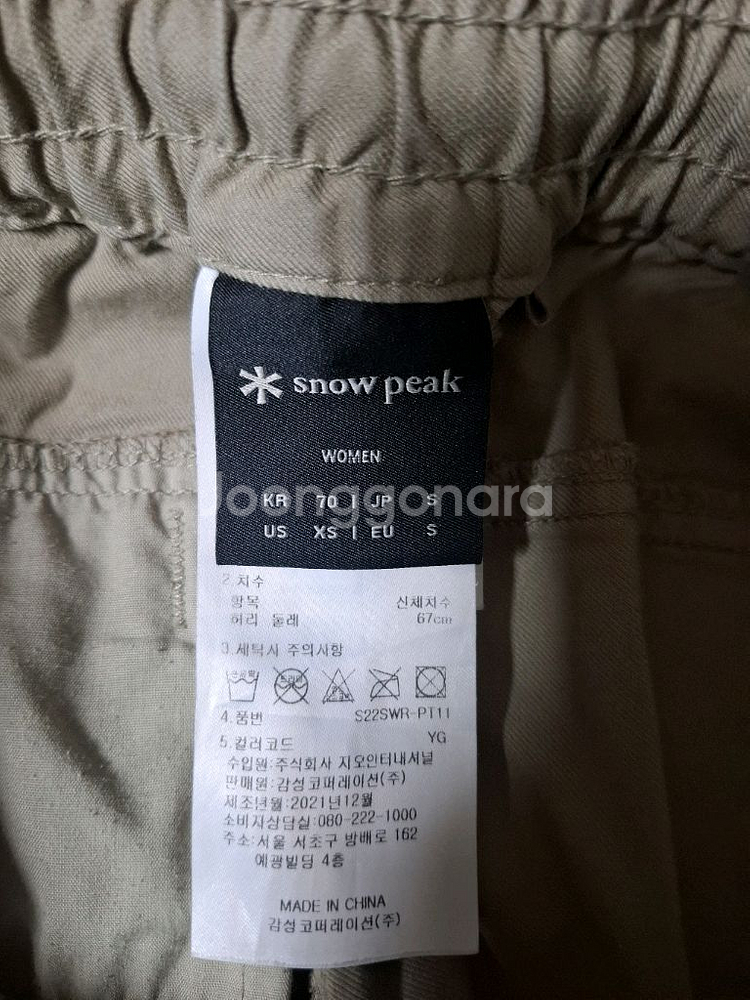 snow peak
WOMEN
KR 70 | JP S
US XS | EU S
Joonggonara
2.치수
항목 신체치수
허리 둘레 67cm
3.세탁시 주의사항
4.품번 S22SWR-PT11
5.컬러코드 YG
수입원:주식회사 지오인터내셔널
판매원:감성코퍼레이션(주)
제조년월:2021년12월
소비자상담실:080-222-1000
주소:서울 서초구 방배로 162
예광빌딩 4층
MADE IN CHINA
감성코퍼레이션(주)